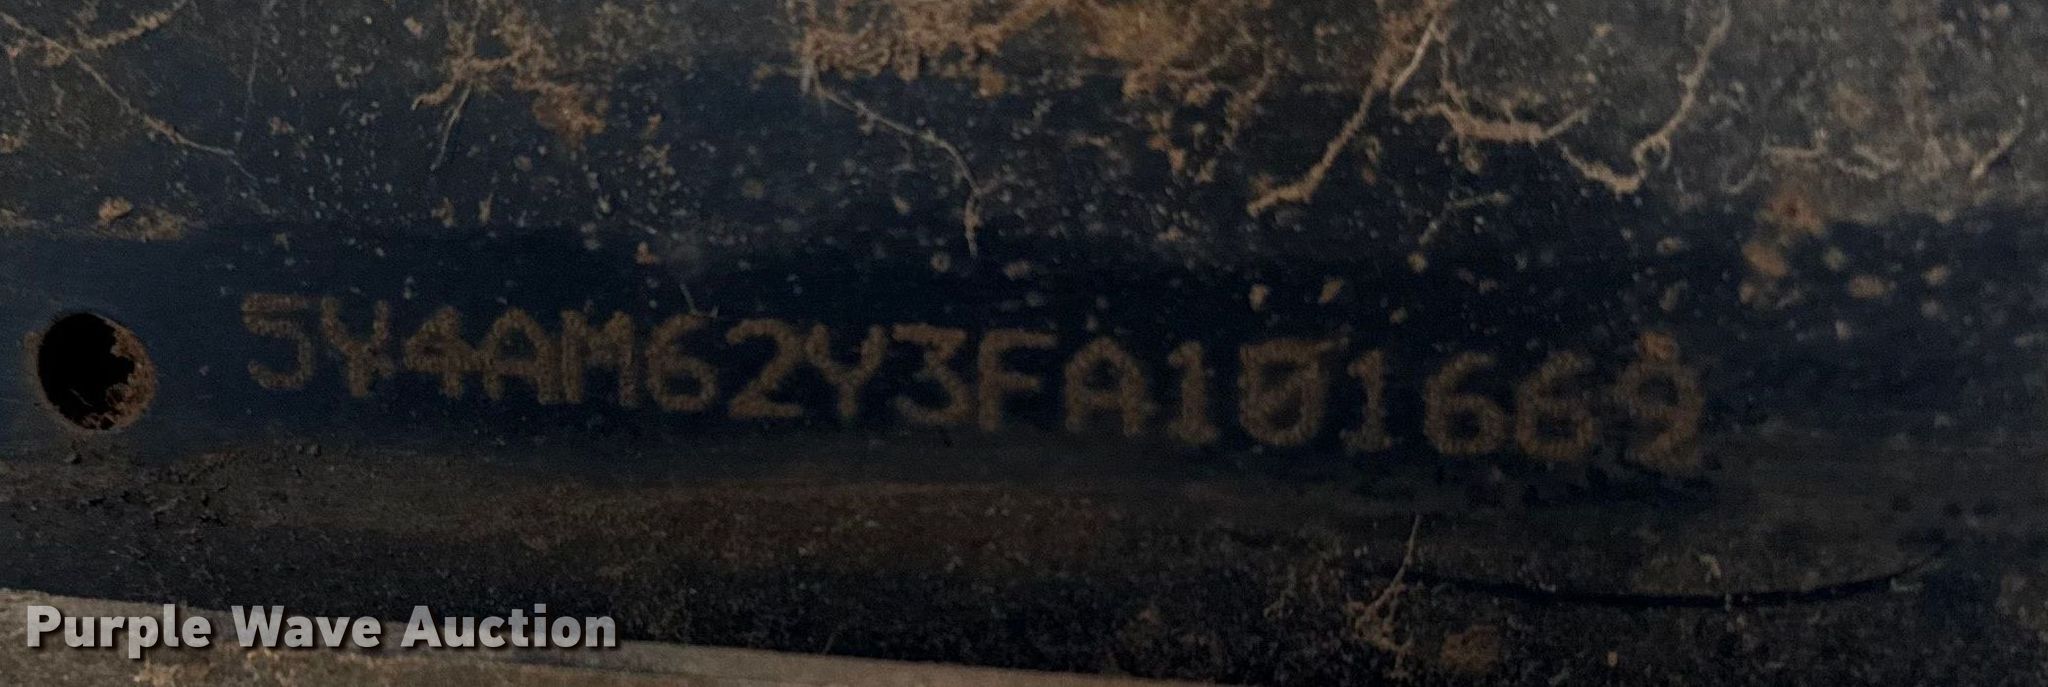 5Y4AM62Y3FA101669
Purple Wave Auction